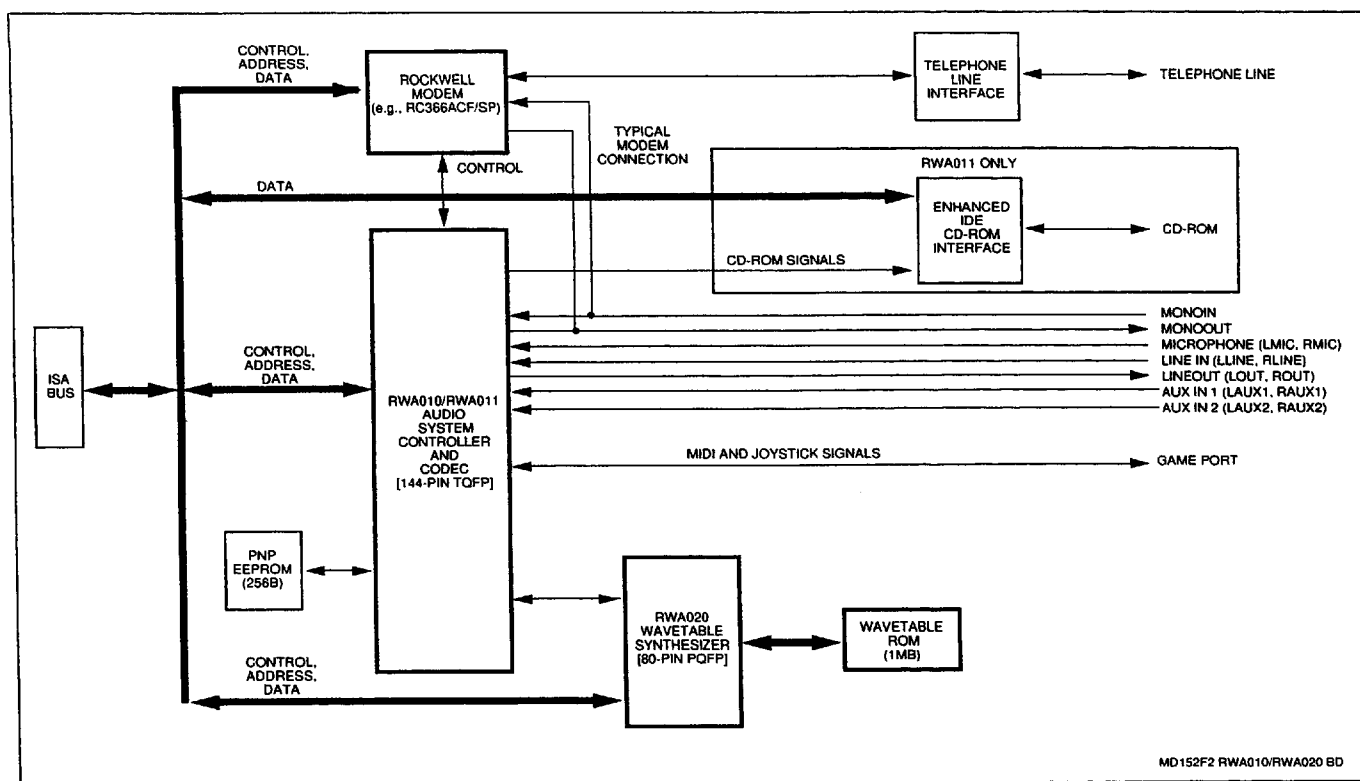 CONTROL,
ADDRESS,
DATA
ROCKWELL
MODEM
(e.g., RC366ACF/SP)
TELEPHONE
LINE
INTERFACE
TELEPHONE LINE
TYPICAL
MODEM
CONNECTION
CONTROL
RWA011 ONLY
DATA
ENHANCED
IDE
CD-ROM
INTERFACE
CD-ROM
CD-ROM SIGNALS
MONOIN
MONOOUT
MICROPHONE (LMIC, RMIC)
LINE IN (LLINE, RLINE)
LINEOUT (LOUT, ROUT)
AUX IN 1 (LAUX1, RAUX1)
AUX IN 2 (LAUX2, RAUX2)
ISA
BUS
CONTROL,
ADDRESS,
DATA
RWA010/RWA011
AUDIO
SYSTEM
CONTROLLER
AND
CODEC
[144-PIN TQFP]
MIDI AND JOYSTICK SIGNALS
GAME PORT
PNP
EEPROM
(256B)
RWA020
WAVETABLE
SYNTHESIZER
[80-PIN PQFP]
WAVETABLE
ROM
(1MB)
CONTROL,
ADDRESS,
DATA
MD152F2 RWA010/RWA020 BD